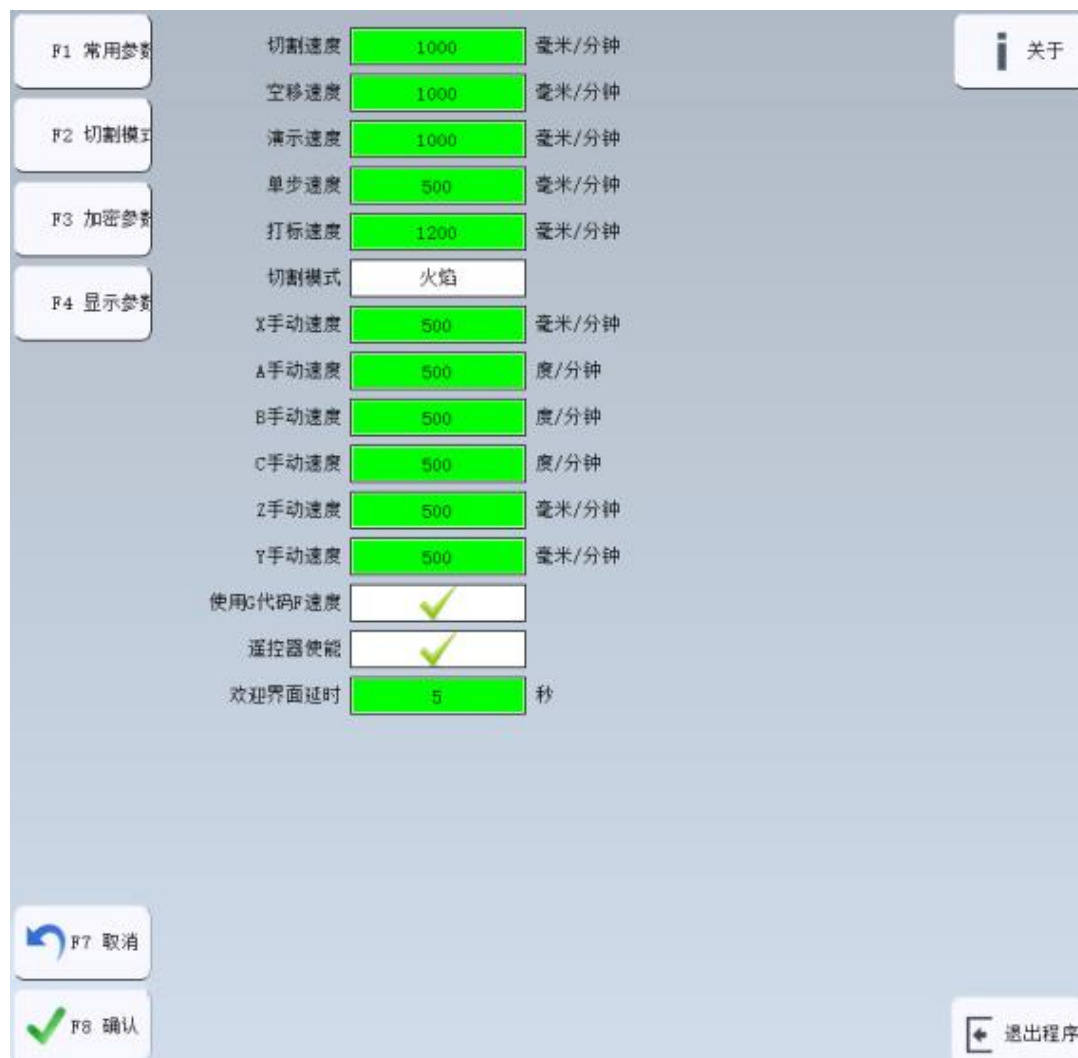 F1 常用参数
F2 切割模式
F3 加密参数
F4 显示参数
切割速度 1000 毫米/分钟
空移速度 1000 毫米/分钟
演示速度 1000 毫米/分钟
单步速度 500 毫米/分钟
打标速度 1200 毫米/分钟
切割模式 火焰
X手动速度 500 毫米/分钟
A手动速度 500 度/分钟
B手动速度 500 度/分钟
C手动速度 500 度/分钟
Z手动速度 500 毫米/分钟
Y手动速度 500 毫米/分钟
使用G代码F速度
遥控器使能
欢迎界面延时 5 秒
关于
F7 取消
F8 确认
退出程序